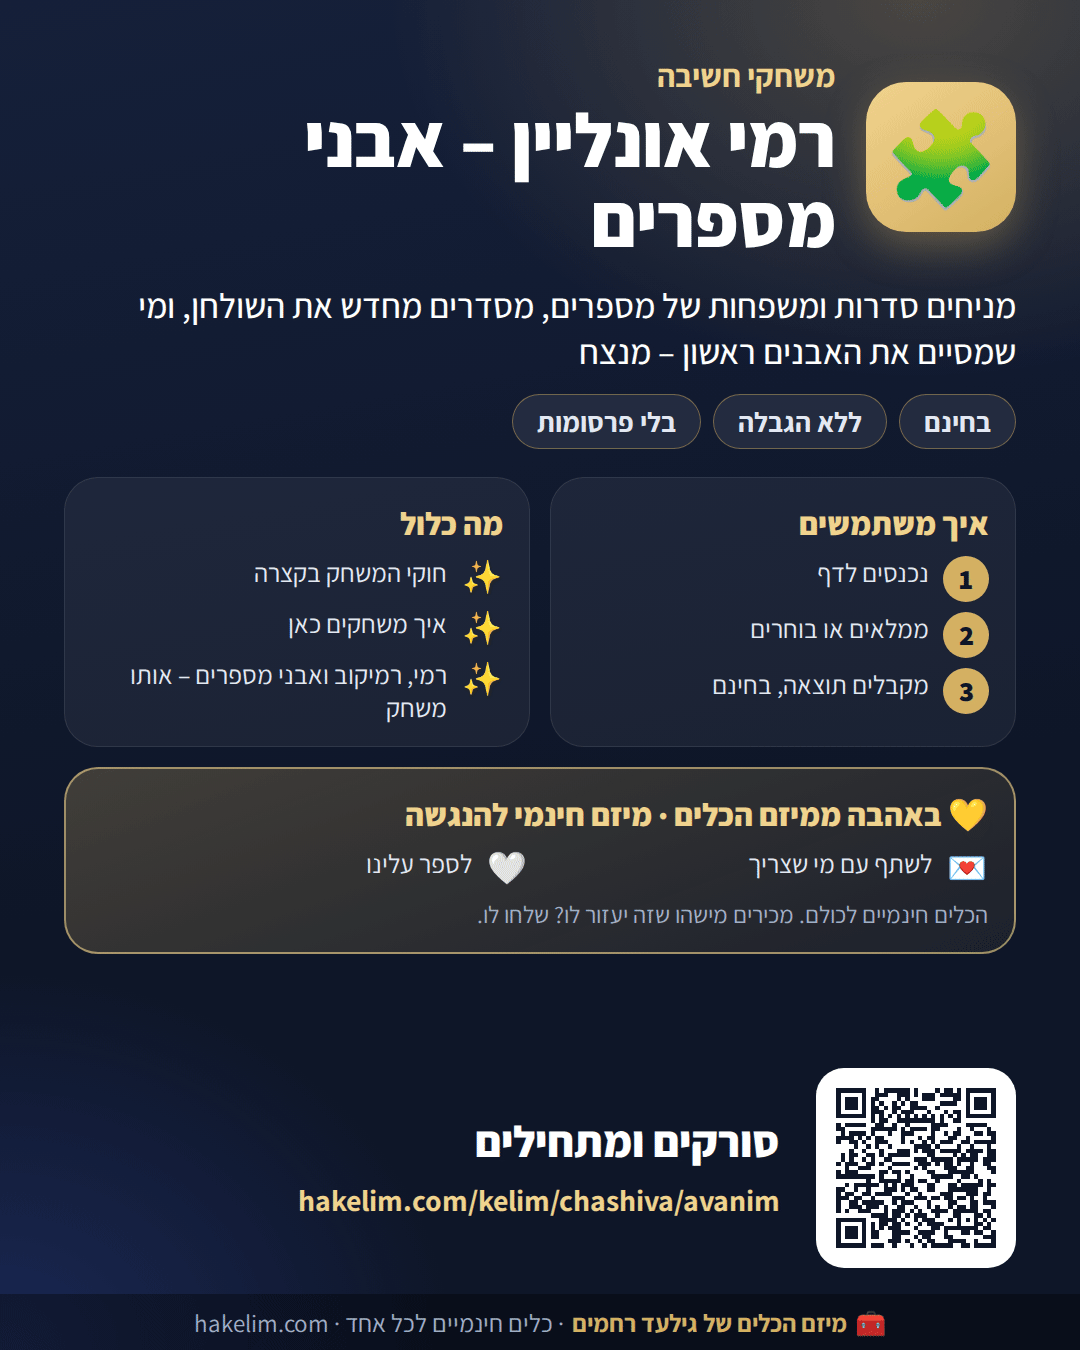 משחקי חשיבה
רמי אונליין – אבני
מספרים
מניחים סדרות ומשפחות של מספרים, מסדרים מחדש את השולחן, ומי
שמסיים את האבנים ראשון – מנצח
בחינם
ללא הגבלה
בלי פרסומות
איך משתמשים
1 נכנסים לדף
2 ממלאים או בוחרים
3 מקבלים תוצאה, בחינם
מה כלול
חוקי המשחק בקצרה
איך משחקים כאן
רמי, רמיקוב ואבני מספרים – אותו
משחק
באהבה ממיזם הכלים · מיזם חינמי להנגשה
לשתף עם מי שצריך
לספר עלינו
הכלים חינמיים לכולם. מכירים מישהו שזה יעזור לו? שלחו לו.
סורקים ומתחילים
hakelim.com/kelim/chashiva/avanim
מיזם הכלים של גילעד רחמים · כלים חינמיים לכל אחד · hakelim.com